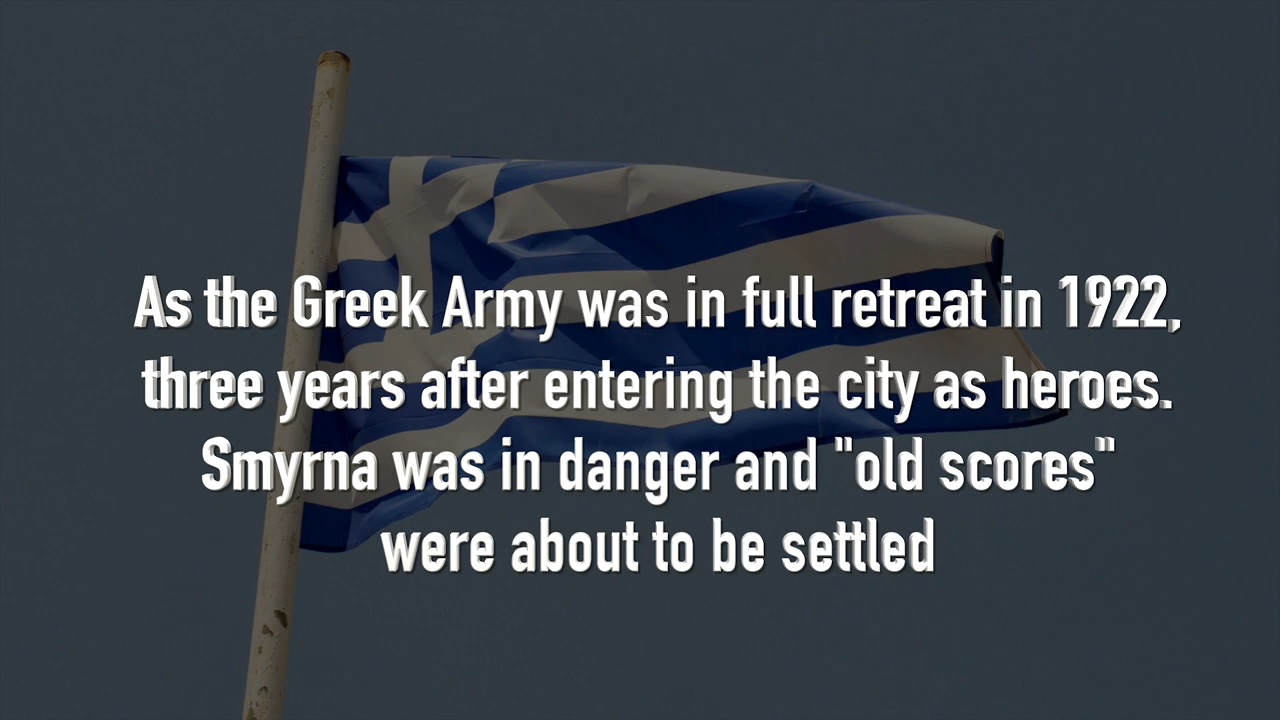 As the Greek Army was in full retreat in 1922,
three years after entering the city as heroes.
Smyrna was in danger and "old scores"
were about to be settled